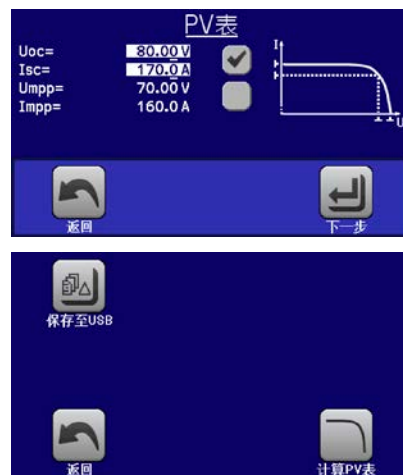 PV表
Uoc= 80.00 V
Isc= 170.0 A
Umpp= 70.00 V
Impp= 160.0 A
I
U
返回 下一步
保存至USB
返回 计算PV表